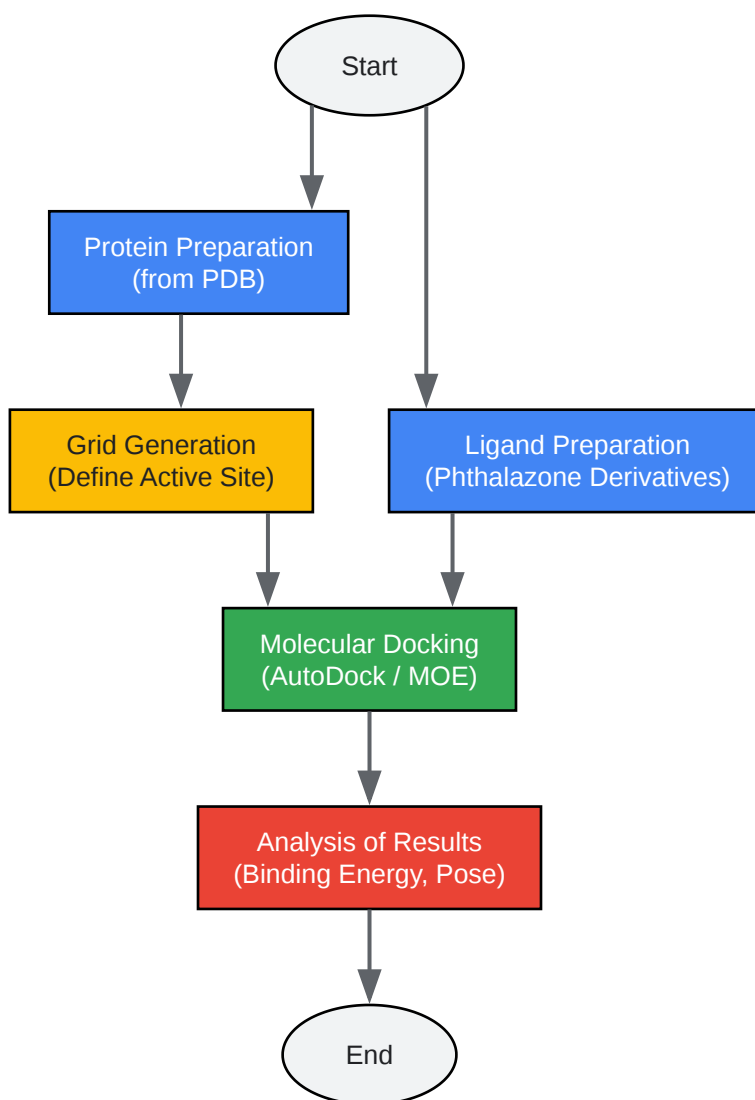 Start
Protein Preparation
(from PDB)
Grid Generation
(Define Active Site)
Ligand Preparation
(Phthalazone Derivatives)
Molecular Docking
(AutoDock / MOE)
Analysis of Results
(Binding Energy, Pose)
End